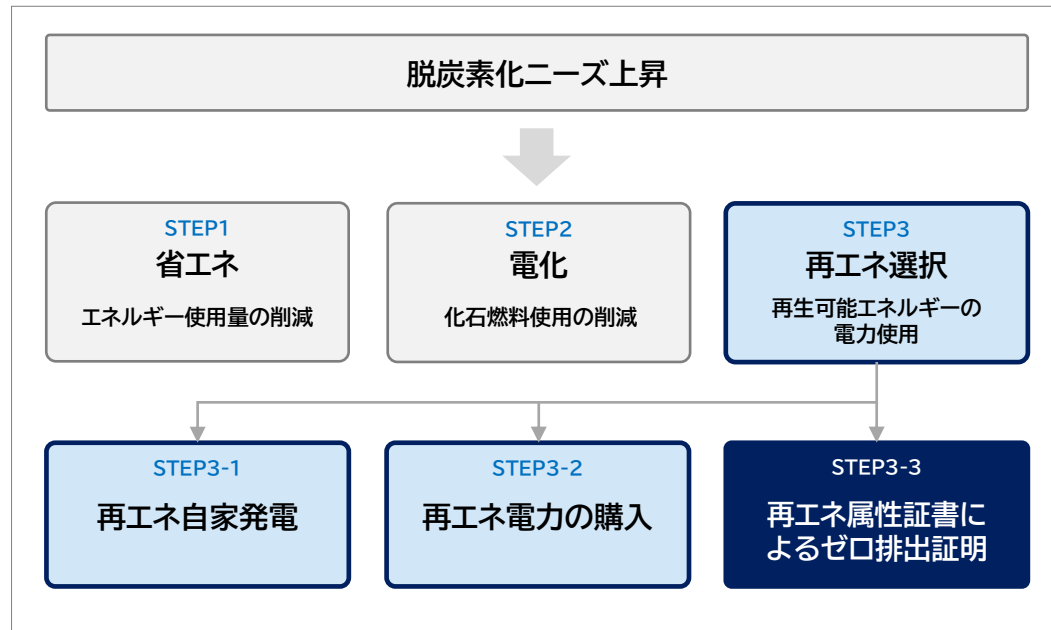 脱炭素化ニーズ上昇
STEP1
省エネ
エネルギー使用量の削減
STEP2
電化
化石燃料使用の削減
STEP3
再エネ選択
再生可能エネルギーの
電力使用
STEP3-1
再エネ自家発電
STEP3-2
再エネ電力の購入
STEP3-3
再エネ属性証書に
よるゼロ排出証明